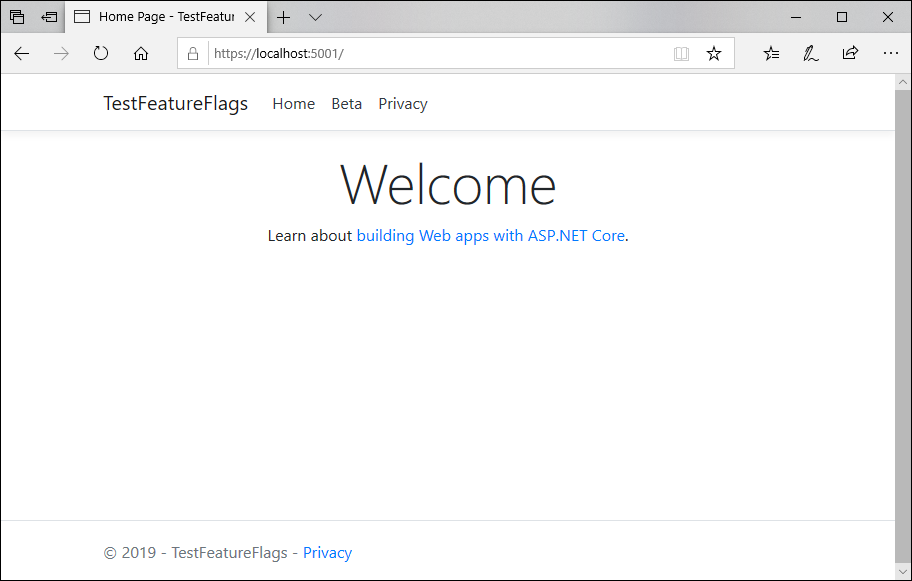 Home Page - TestFeatur
https://localhost:5001/
TestFeatureFlags Home Beta Privacy
Welcome
Learn about building Web apps with ASP.NET Core.
© 2019 - TestFeatureFlags - Privacy